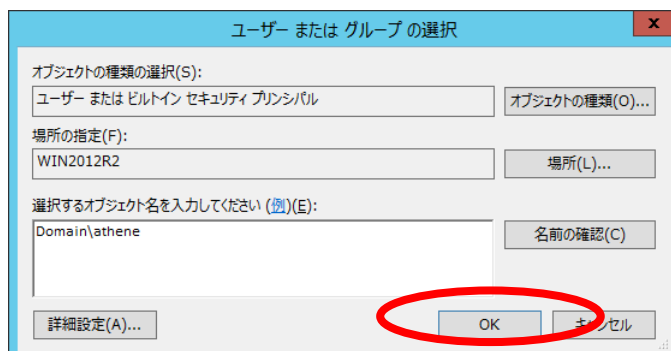 ユーザー または グループ の選択
x
オブジェクトの種類の選択(S):
ユーザー または ビルトイン セキュリティ プリンシパル
オブジェクトの種類(O)...
場所の指定(F):
WIN2012R2
場所(L)...
選択するオブジェクト名を入力してください (例)(E):
Domain\athene
名前の確認(C)
詳細設定(A)...
OK
キャンセル